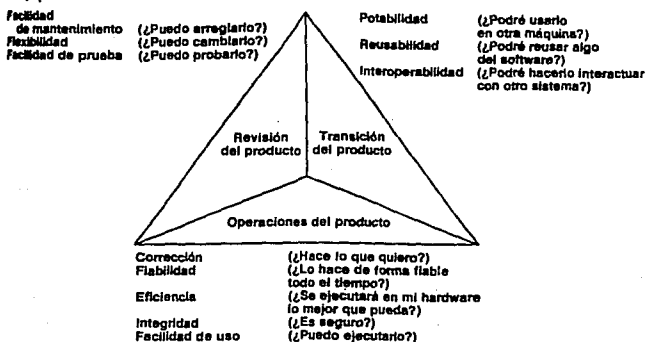 Facilidad
de mantenimiento (¿Puedo arreglarlo?)
Flexibilidad (¿Puedo cambiarlo?)
Facilidad de prueba (¿Puedo probarlo?)
Potabilidad (¿Podré usarlo
en otra máquina?)
Reusabilidad (¿Podré reusar algo
del software?)
Interoperabilidad (¿Podré hacerlo interactuar
con otro sistema?)
Revisión
del producto
Transición
del producto
Operaciones del producto
Corrección (¿Hace lo que quiero?)
Fiabilidad (¿Lo hace de forma fiable
todo el tiempo?)
Eficiencia (¿Se ejecutará en mi hardware
lo mejor que pueda?)
Integridad (¿Es seguro?)
Facilidad de uso (¿Puedo ejecutarlo?)